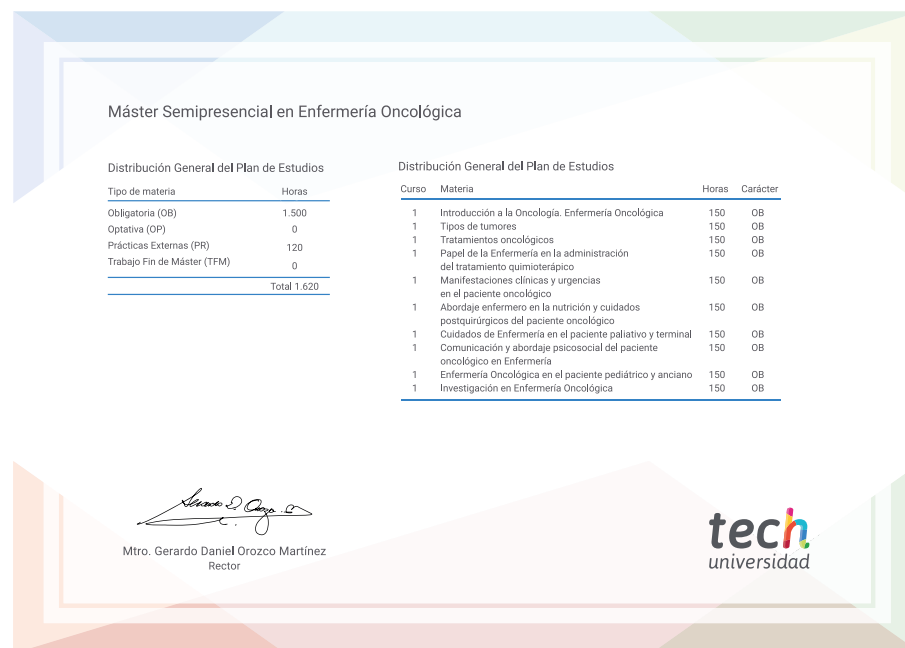 Máster Semipresencial en Enfermería Oncológica
Distribución General del Plan de Estudios
Tipo de materia Horas
Obligatoria (OB) 1.500
Optativa (OP) 0
Prácticas Externas (PR) 120
Trabajo Fin de Máster (TFM) 0
Total 1.620
Distribución General del Plan de Estudios
Curso Materia Horas Carácter
1 Introducción a la Oncología. Enfermería Oncológica 150 OB
1 Tipos de tumores 150 OB
1 Tratamientos oncológicos 150 OB
1 Papel de la Enfermería en la administración 150 OB
del tratamiento quimioterápico
1 Manifestaciones clínicas y urgencias 150 OB
en el paciente oncológico
1 Abordaje enfermero en la nutrición y cuidados 150 OB
postquirúrgicos del paciente oncológico
1 Cuidados de Enfermería en el paciente paliativo y terminal 150 OB
1 Comunicación y abordaje psicosocial del paciente 150 OB
oncológico en Enfermería
1 Enfermería Oncológica en el paciente pediátrico y anciano 150 OB
1 Investigación en Enfermería Oncológica 150 OB
Mtro. Gerardo Daniel Orozco Martínez
Rector
tech
universidad